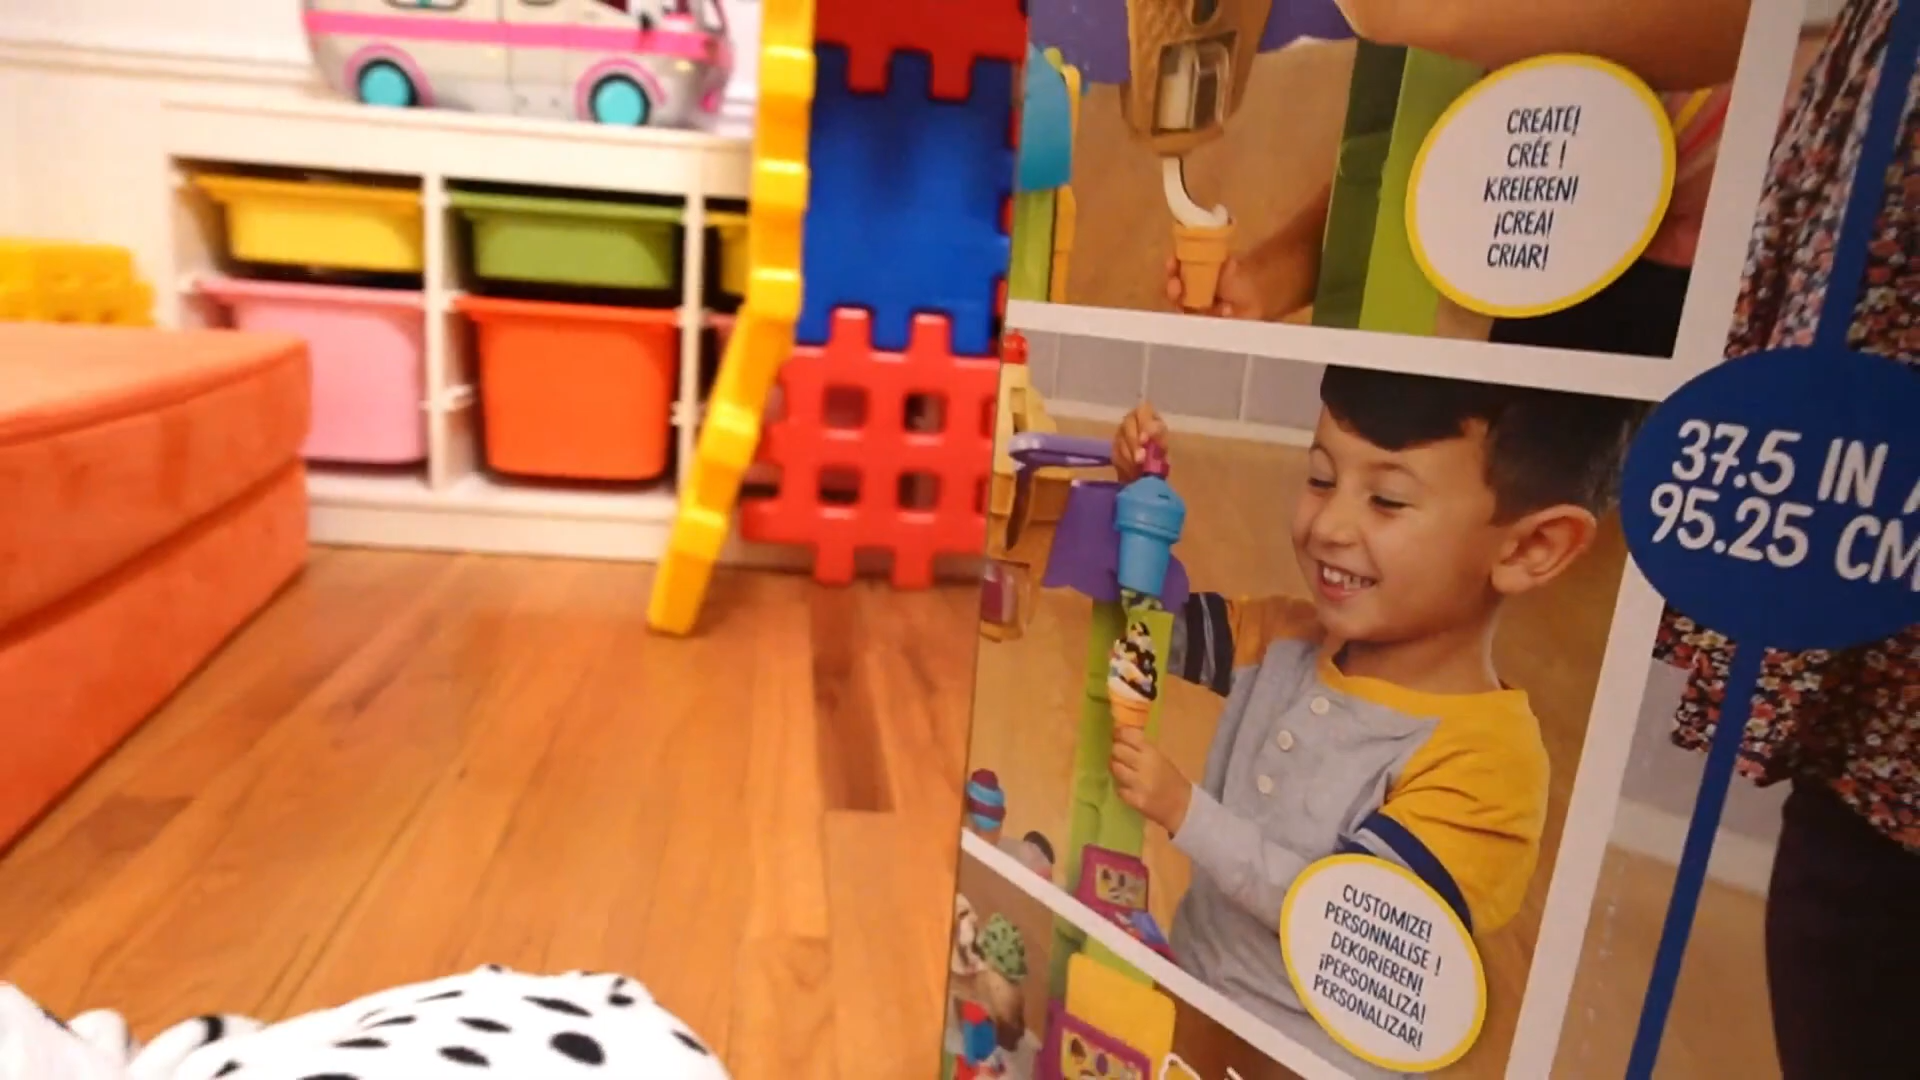 CREATE!
CRÉE !
KREIEREN!
¡CREA!
CRIAR!
37.5 IN
95.25 CM
CUSTOMIZE!
PERSONNALISE !
DEKORIEREN!
¡PERSONALIZA!
PERSONALIZAR!